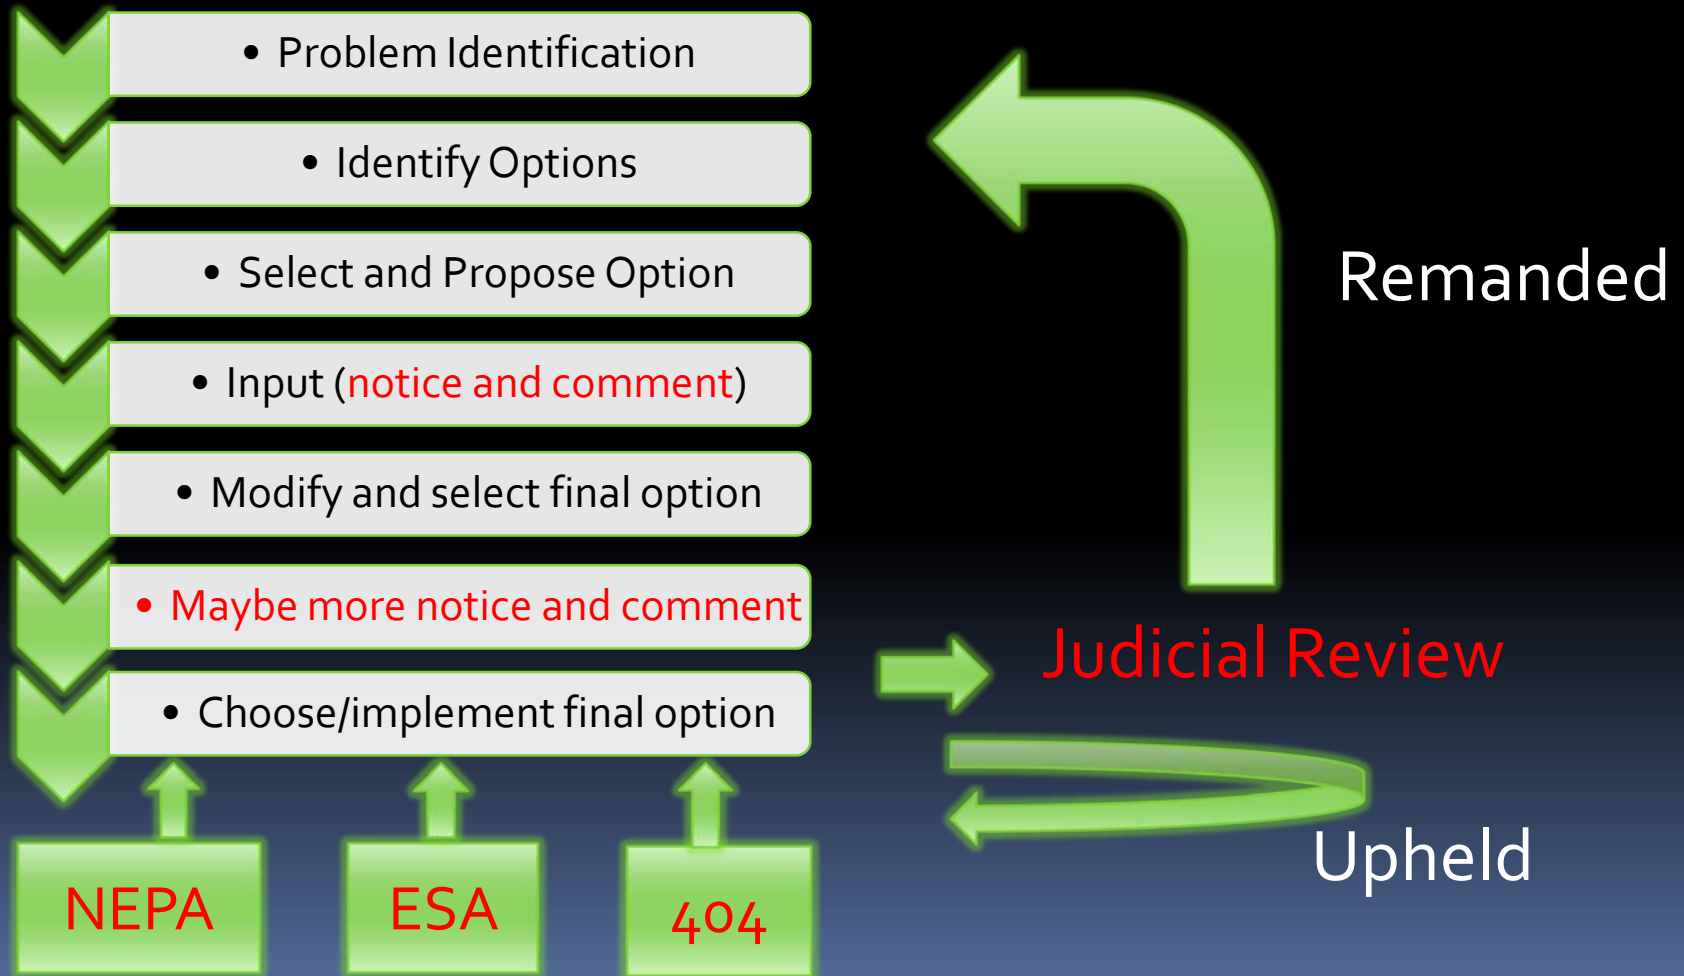 • Problem Identification
• Identify Options
• Select and Propose Option
• Input (notice and comment)
• Modify and select final option
• Maybe more notice and comment
• Choose/implement final option
NEPA
ESA
404
Remanded
Judicial Review
Upheld